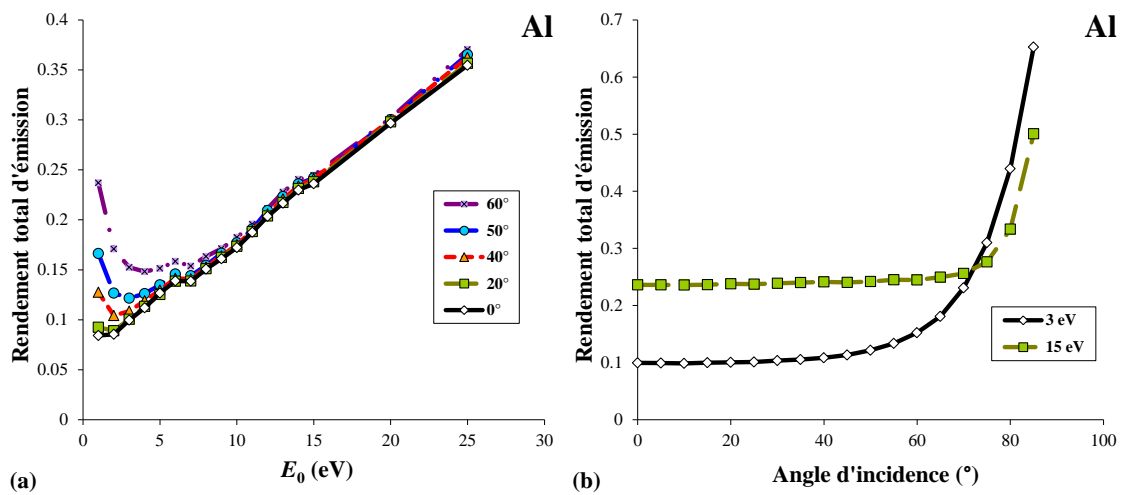 Al
Rendement total d'émission
0.4
0.35
0.3
0.25
0.2
0.15
0.1
0.05
0
60°
50°
40°
20°
0°
0 5 10 15 20 25 30
E0 (eV)
(a)
Al
Rendement total d'émission
0.7
0.6
0.5
0.4
0.3
0.2
0.1
0
3 eV
15 eV
0 20 40 60 80 100
Angle d'incidence (°)
(b)